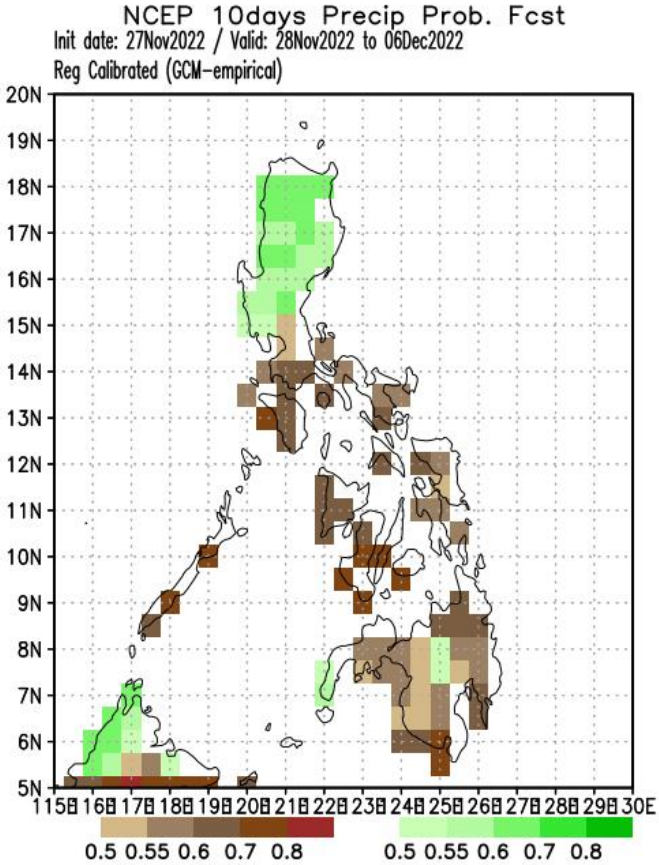 NCEP 10days Precip Prob. Fcst
Init date: 27Nov2022 / Valid: 28Nov2022 to 06Dec2022
Reg Calibrated (GCM-empirical)
20N
19N
18N
17N
16N
15N
14N
13N
12N
11N
10N
9N
8N
7N
6N
5N
115E 116E 117E 118E 119E 120E 121E 122E 123E 124E 125E 126E 127E 128E 129E 130E
0.5 0.55 0.6 0.7 0.8 0.5 0.55 0.6 0.7 0.8